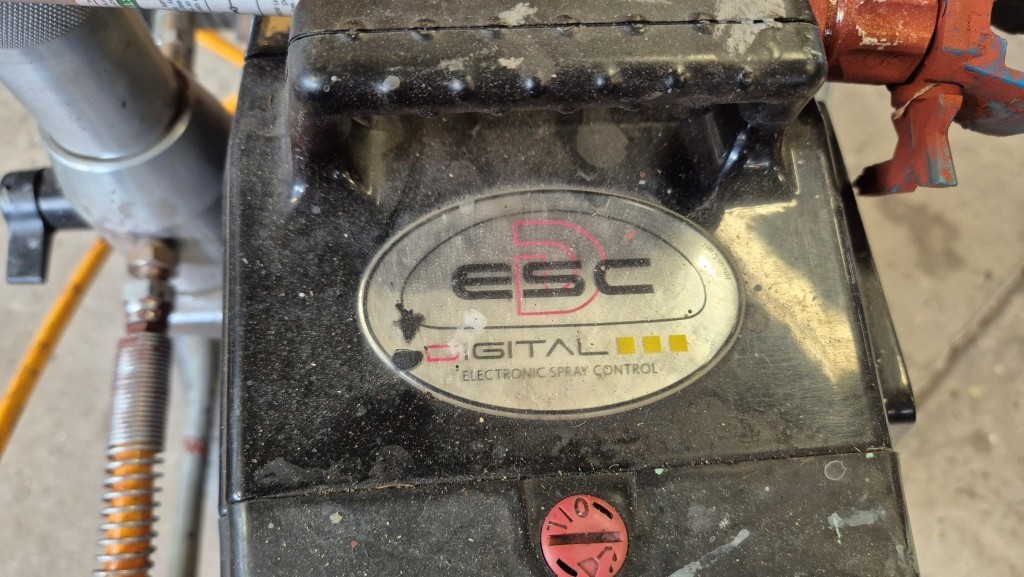 D
ESC
DIGITAL
ELECTRONIC SPRAY CONTROL